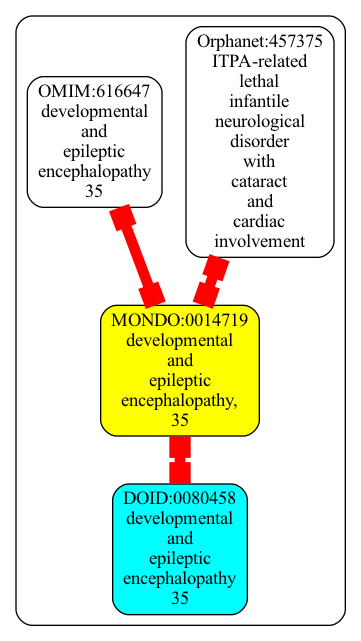 OMIM:616647
developmental
and
epileptic
encephalopathy
35
Orphanet:457375
ITPA-related
lethal
infantile
neurological
disorder
with
cataract
and
cardiac
involvement
MONDO:0014719
developmental
and
epileptic
encephalopathy,
35
DOID:0080458
developmental
and
epileptic
encephalopathy
35